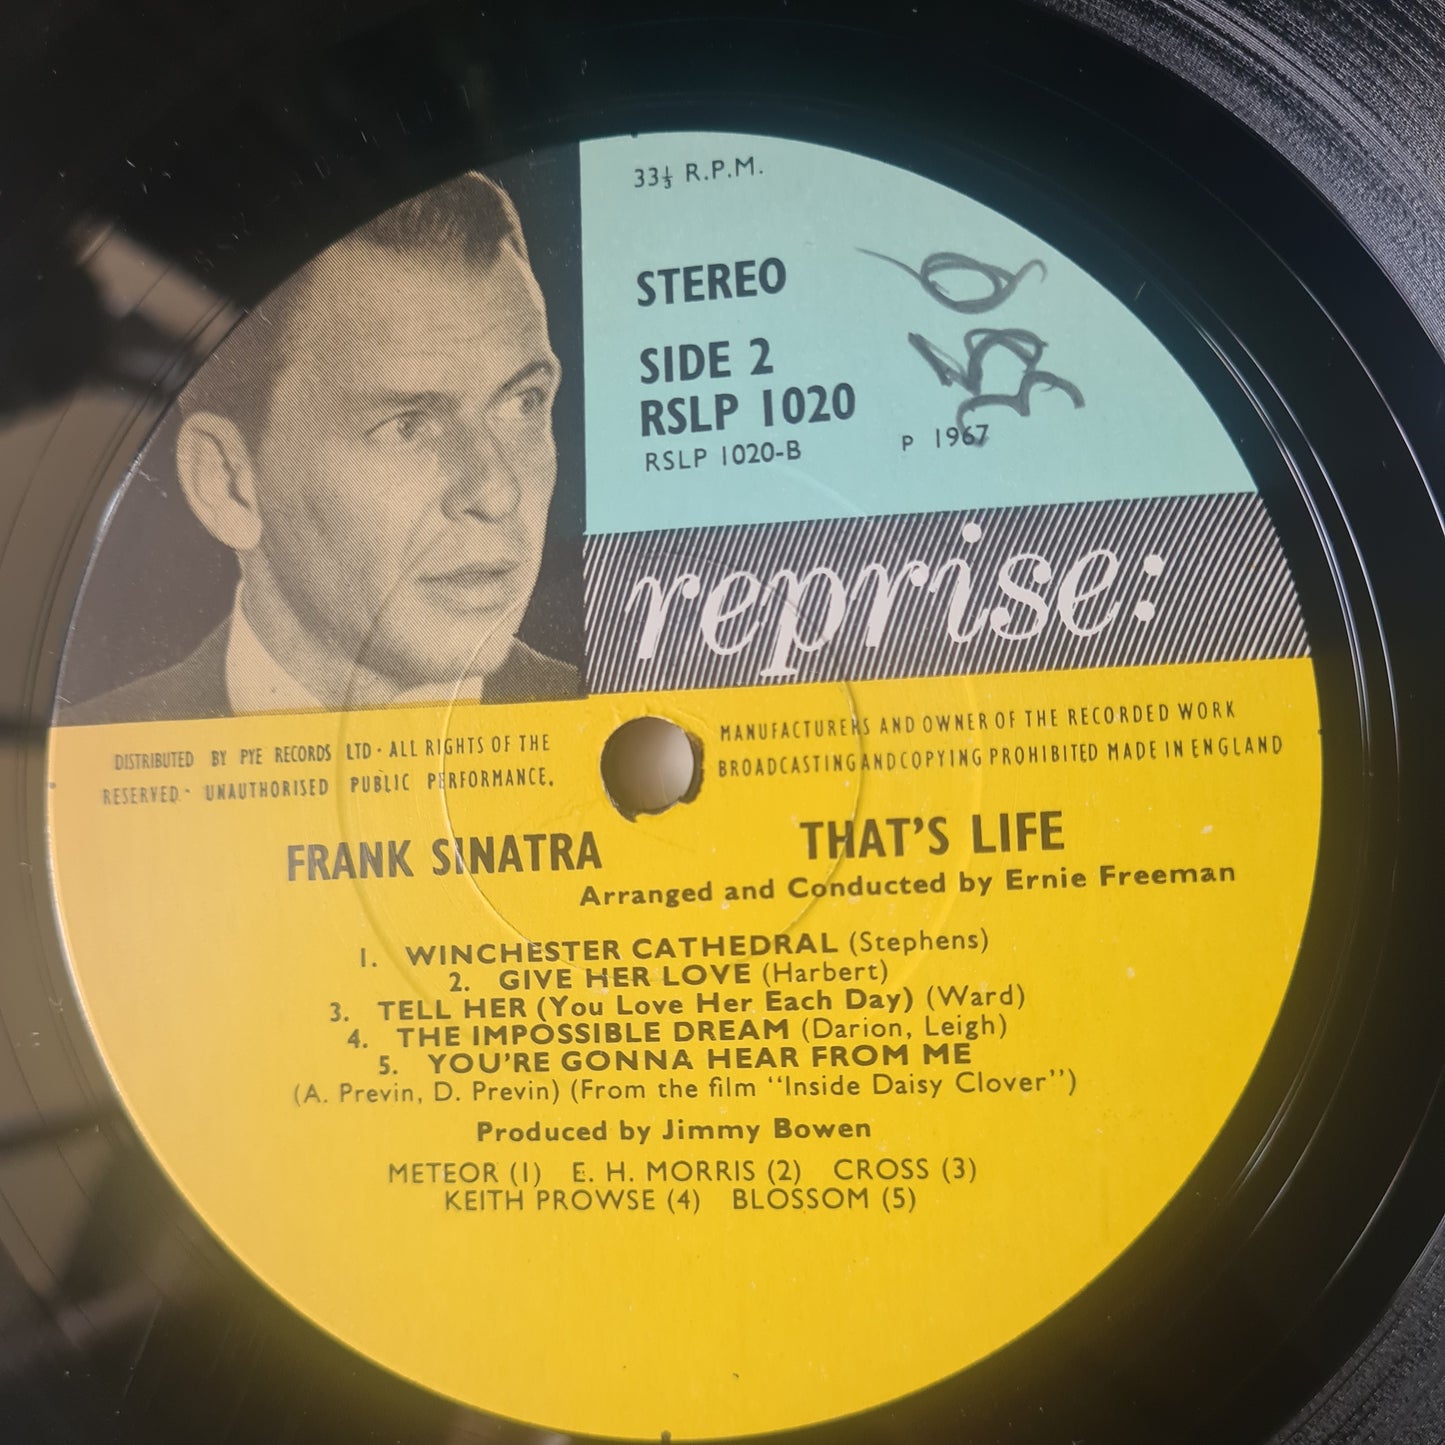 33⅓ R.P.M.
STEREO
SIDE 2
RSLP 1020
RSLP 1020-B P 1967
reprise:
DISTRIBUTED BY PYE RECORDS LTD · ALL RIGHTS OF THE MANUFACTURERS AND OWNER OF THE RECORDED WORK
RESERVED · UNAUTHORISED PUBLIC PERFORMANCE, BROADCASTING AND COPYING PROHIBITED MADE IN ENGLAND
FRANK SINATRA THAT'S LIFE
Arranged and Conducted by Ernie Freeman
1. WINCHESTER CATHEDRAL (Stephens)
2. GIVE HER LOVE (Harbert)
3. TELL HER (You Love Her Each Day) (Ward)
4. THE IMPOSSIBLE DREAM (Darion, Leigh)
5. YOU'RE GONNA HEAR FROM ME
(A. Previn, D. Previn) (From the film "Inside Daisy Clover")
Produced by Jimmy Bowen
METEOR (1) E. H. MORRIS (2) CROSS (3)
KEITH PROWSE (4) BLOSSOM (5)